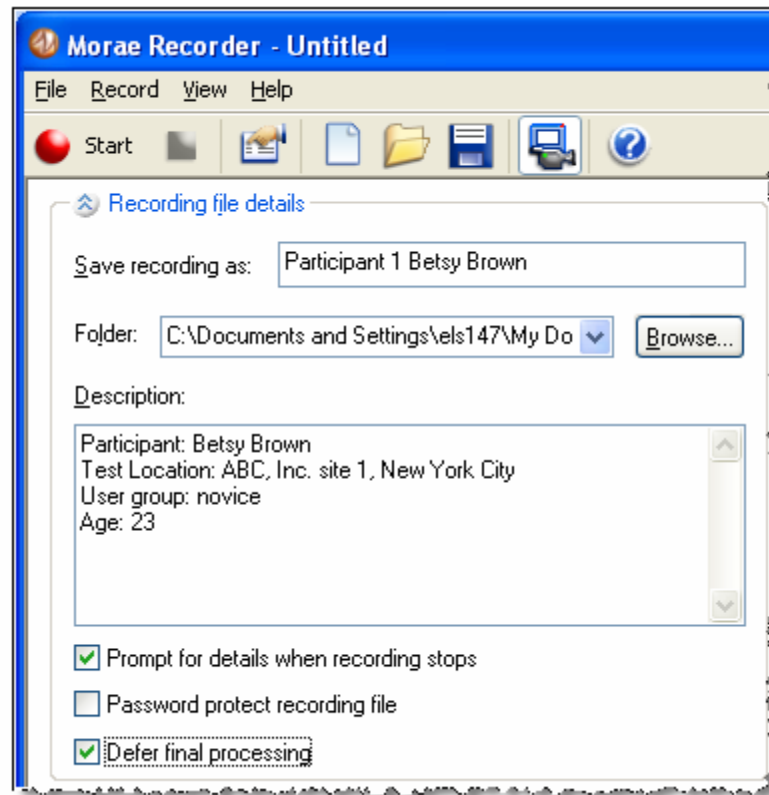 Morae Recorder - Untitled
File Record View Help
Start
Recording file details
Save recording as: Participant 1 Betsy Brown
Folder: C:\Documents and Settings\els147\My Do Browse...
Description:
Participant: Betsy Brown
Test Location: ABC, Inc. site 1, New York City
User group: novice
Age: 23
Prompt for details when recording stops
Password protect recording file
Defer final processing